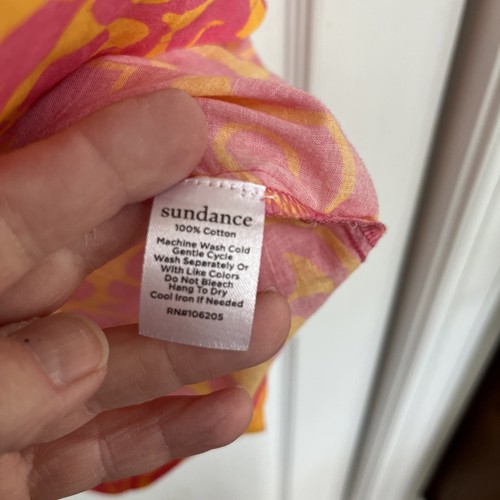 sundance
100% Cotton
Machine Wash Cold
Gentle Cycle
Wash Separately Or
With Like Colors
Do Not Bleach
Hang To Dry
Cool Iron If Needed
RN#106205